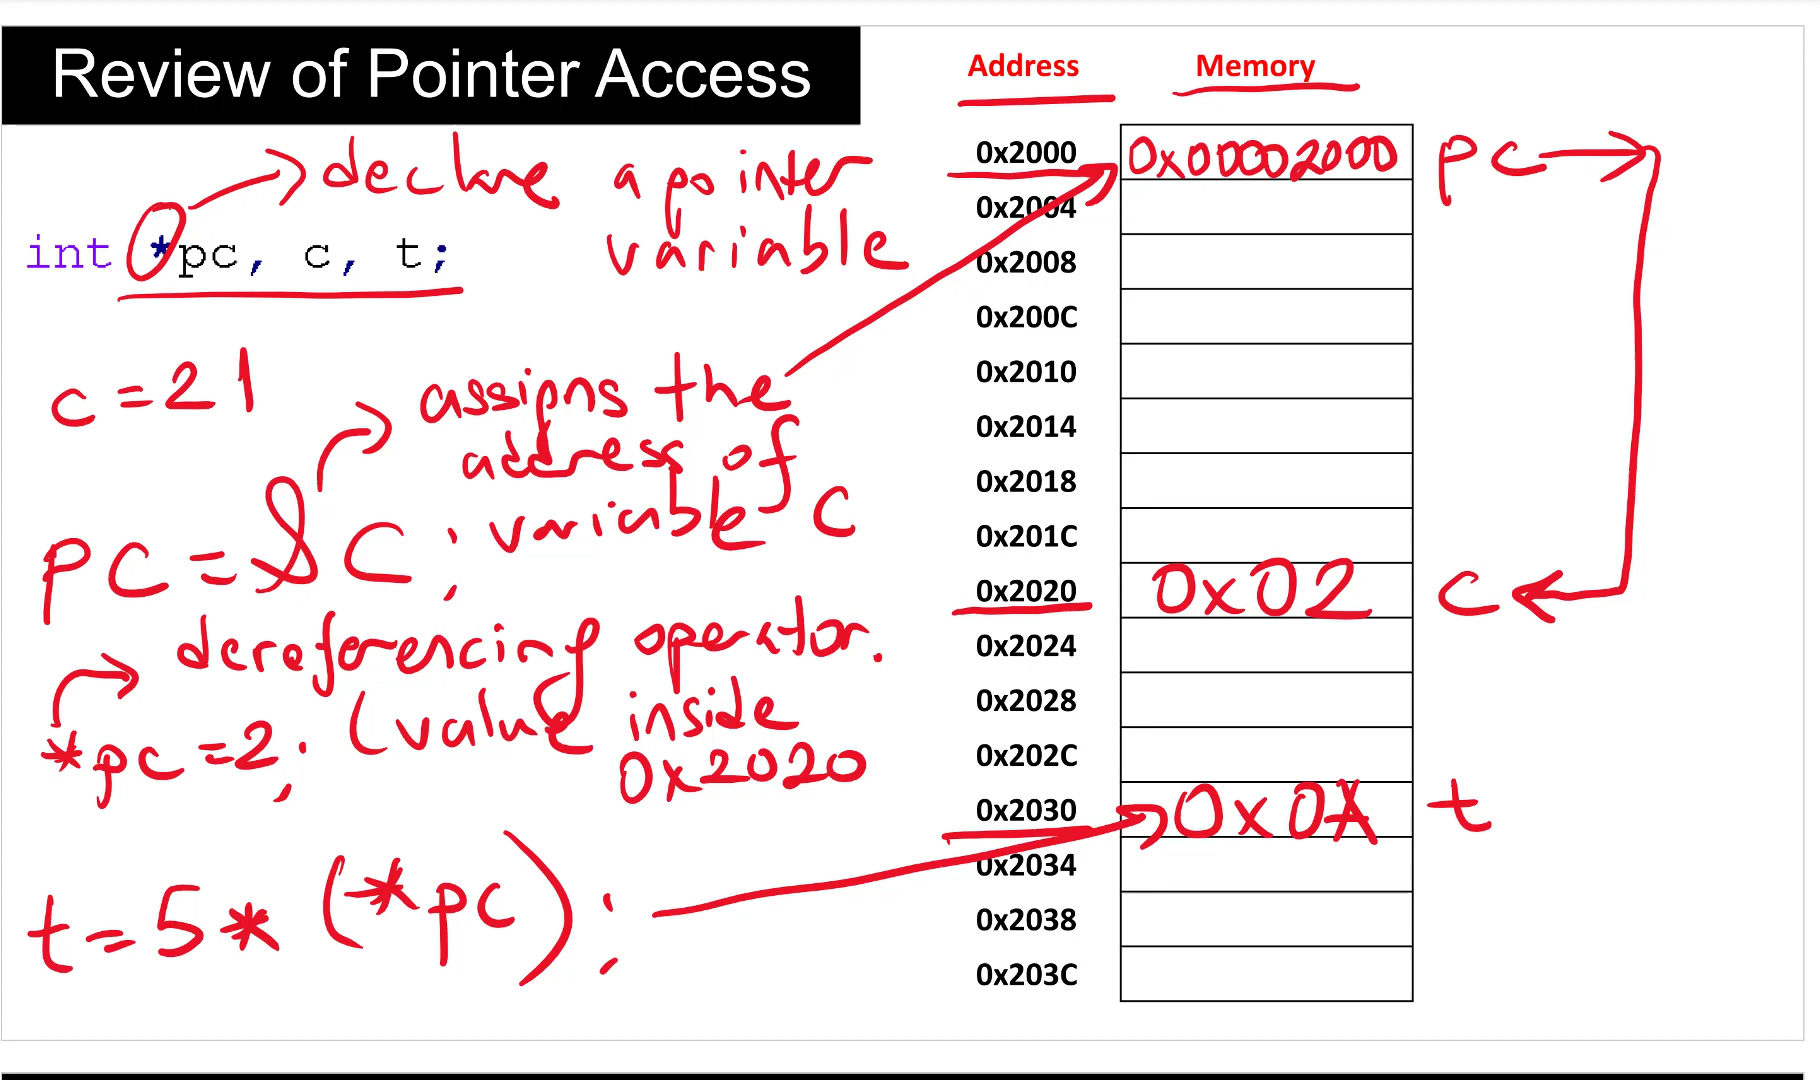 Review of Pointer Access
declare a pointer
variable
int *pc, c, t;
c = 21
assigns the
address of
variable c
pc = &c;
dereferencing operator.
(value inside
0x2020
*pc = 2;
t = 5 * (*pc);
Address Memory
0x2000 0x00002000 pc
0x2004
0x2008
0x200C
0x2010
0x2014
0x2018
0x201C
0x2020 0x02 c
0x2024
0x2028
0x202C
0x2030 0x0A t
0x2034
0x2038
0x203C